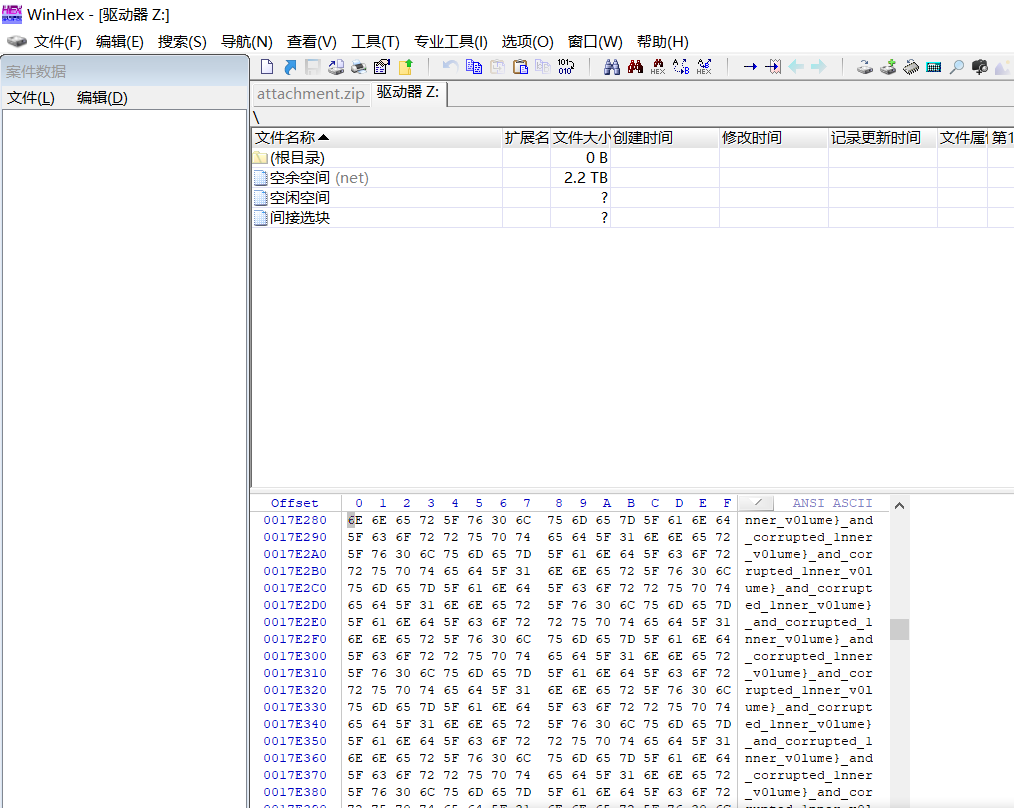 WinHex - [驱动器 Z:]
文件(F) 编辑(E) 搜索(S) 导航(N) 查看(V) 工具(T) 专业工具(I) 选项(O) 窗口(W) 帮助(H)
案件数据
文件(L) 编辑(D)
attachment.zip 驱动器 Z:
\
文件名称 扩展名 文件大小 创建时间 修改时间 记录更新时间 文件属 第1
(根目录) 0 B
空余空间 (net) 2.2 TB
空闲空间 ?
间接选块 ?
Offset 0 1 2 3 4 5 6 7 8 9 A B C D E F ANSI ASCII
0017E280 6E 6E 65 72 5F 76 30 6C 75 6D 65 7D 5F 61 6E 64 nner_v0lume}_and
0017E290 5F 63 6F 72 72 75 70 74 65 64 5F 31 6E 6E 65 72 _corrupted_1nner
0017E2A0 5F 76 30 6C 75 6D 65 7D 5F 61 6E 64 5F 63 6F 72 _v0lume}_and_cor
0017E2B0 72 75 70 74 65 64 5F 31 6E 6E 65 72 5F 76 30 6C rupted_1nner_v0l
0017E2C0 75 6D 65 7D 5F 61 6E 64 5F 63 6F 72 72 75 70 74 ume}_and_corrupt
0017E2D0 65 64 5F 31 6E 6E 65 72 5F 76 30 6C 75 6D 65 7D ed_1nner_v0lume}
0017E2E0 5F 61 6E 64 5F 63 6F 72 72 75 70 74 65 64 5F 31 _and_corrupted_1
0017E2F0 6E 6E 65 72 5F 76 30 6C 75 6D 65 7D 5F 61 6E 64 nner_v0lume}_and
0017E300 5F 63 6F 72 72 75 70 74 65 64 5F 31 6E 6E 65 72 _corrupted_1nner
0017E310 5F 76 30 6C 75 6D 65 7D 5F 61 6E 64 5F 63 6F 72 _v0lume}_and_cor
0017E320 72 75 70 74 65 64 5F 31 6E 6E 65 72 5F 76 30 6C rupted_1nner_v0l
0017E330 75 6D 65 7D 5F 61 6E 64 5F 63 6F 72 72 75 70 74 ume}_and_corrupt
0017E340 65 64 5F 31 6E 6E 65 72 5F 76 30 6C 75 6D 65 7D ed_1nner_v0lume}
0017E350 5F 61 6E 64 5F 63 6F 72 72 75 70 74 65 64 5F 31 _and_corrupted_1
0017E360 6E 6E 65 72 5F 76 30 6C 75 6D 65 7D 5F 61 6E 64 nner_v0lume}_and
0017E370 5F 63 6F 72 72 75 70 74 65 64 5F 31 6E 6E 65 72 _corrupted_1nner
0017E380 5F 76 30 6C 75 6D 65 7D 5F 61 6E 64 5F 63 6F 72 _v0lume}_and_cor
0017E390 72 75 70 74 65 64 5F 31 6E 6E 65 72 5F 76 30 6C rupted_1nner_v0l